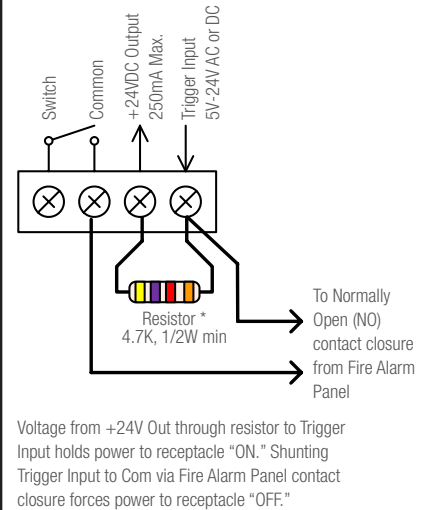 Switch
Common
+24VDC Output
250mA Max.
Trigger Input
5V-24V AC or DC
Resistor *
4.7K, 1/2W min
To Normally
Open (NO)
contact closure
from Fire Alarm
Panel
Voltage from +24V Out through resistor to Trigger
Input holds power to receptacle “ON.” Shunting
Trigger Input to Com via Fire Alarm Panel contact
closure forces power to receptacle “OFF.”